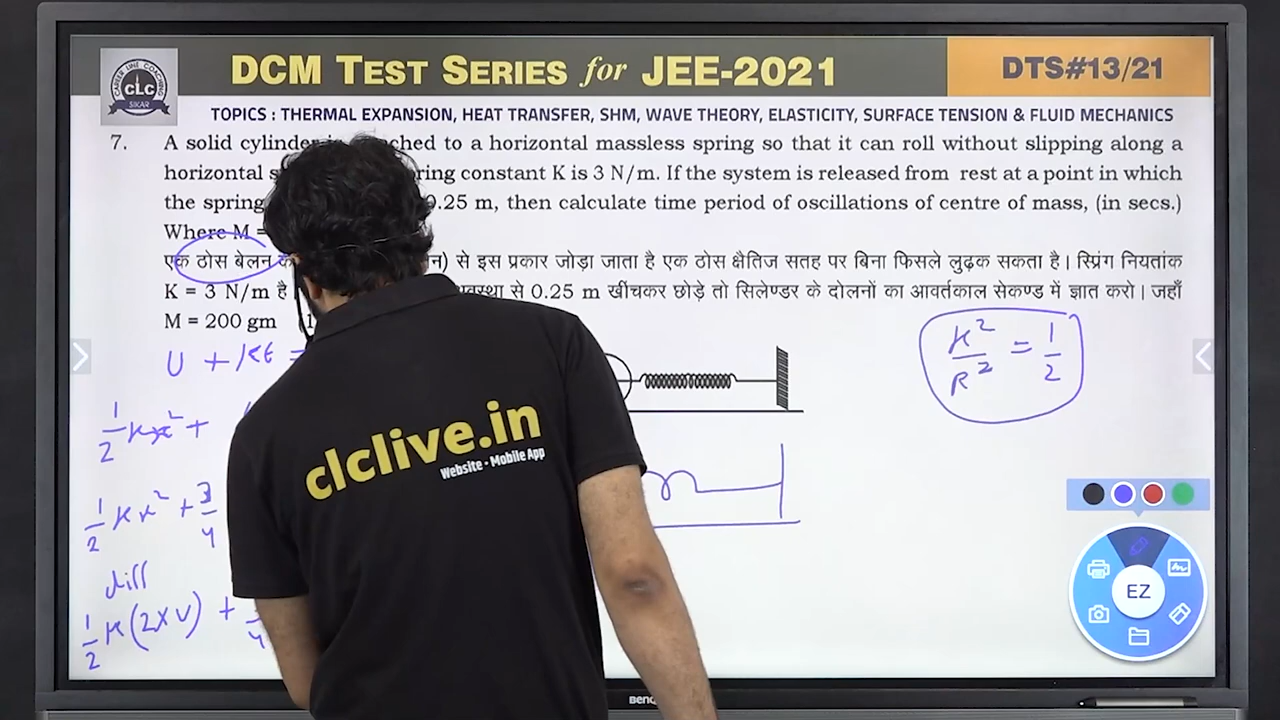 CAREER LINE COACHING
CLC
SIKAR
DCM TEST SERIES for JEE-2021
DTS#13/21
TOPICS : THERMAL EXPANSION, HEAT TRANSFER, SHM, WAVE THEORY, ELASTICITY, SURFACE TENSION & FLUID MECHANICS
7. A solid cylinder ched to a horizontal massless spring so that it can roll without slipping along a
horizontal ring constant K is 3 N/m. If the system is released from rest at a point in which
the spring 0.25 m, then calculate time period of oscillations of centre of mass, (in secs.)
Where M =
एक ठोस बेलन से इस प्रकार जोड़ा जाता है एक ठोस क्षैतिज सतह पर बिना फिसले लुढ़क सकता है। स्प्रिंग नियतांक
K = 3 N/m है से 0.25 m खींचकर छोड़े तो सिलेण्डर के दोलनों का आवर्तकाल सेकण्ड में ज्ञात करो। जहाँ
M = 200 gm
U + KE =
K²/R² = 1/2
1/2 Kx² +
1/2 Kx² + 3/4
diff
1/2 K(2xv) +
clclive.in
Website - Mobile App
EZ
BenQ